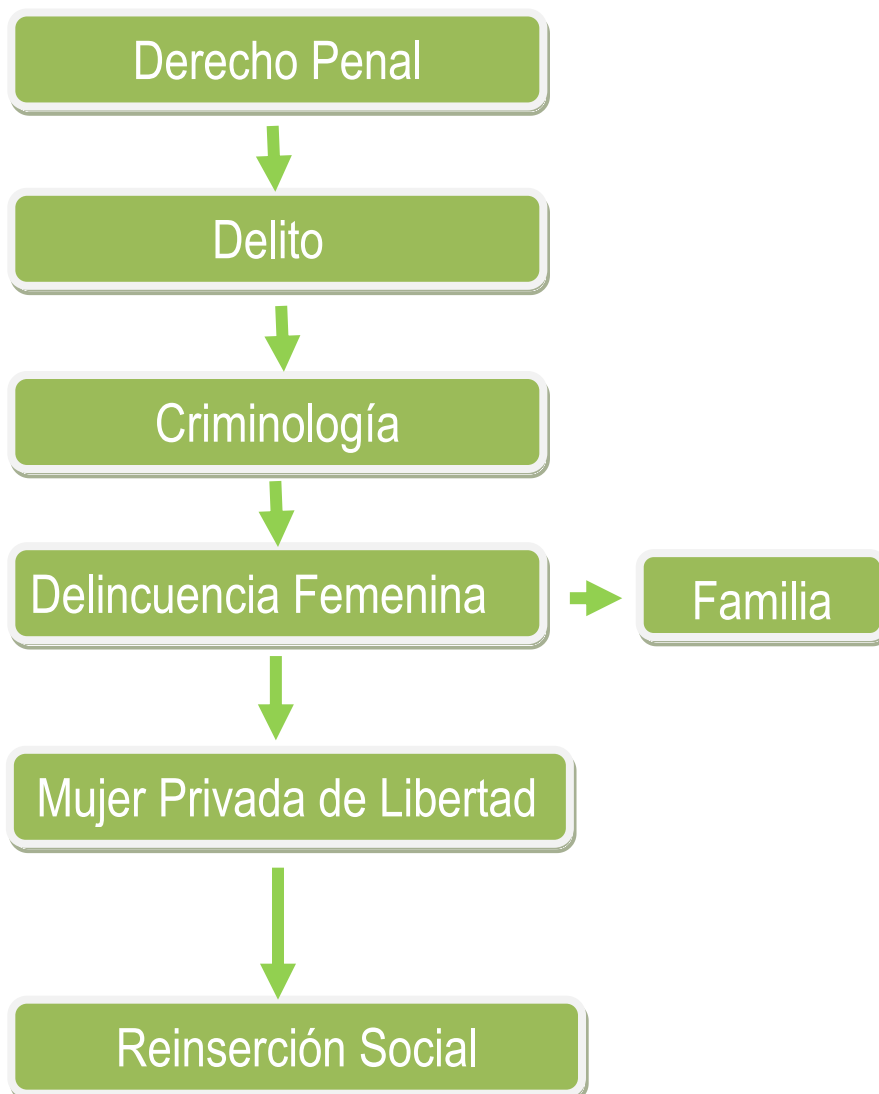 Derecho Penal
Delito
Criminología
Delincuencia Femenina
Familia
Mujer Privada de Libertad
Reinserción Social